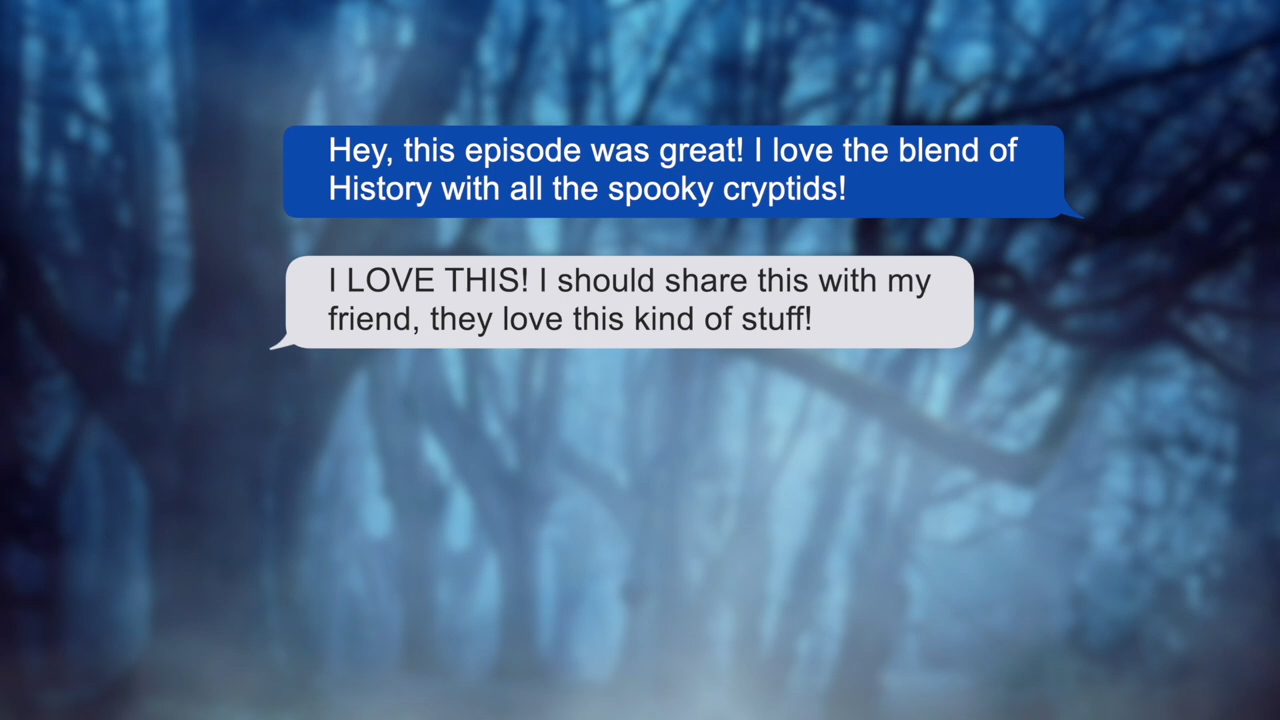 Hey, this episode was great! I love the blend of
History with all the spooky cryptids!
I LOVE THIS! I should share this with my
friend, they love this kind of stuff!